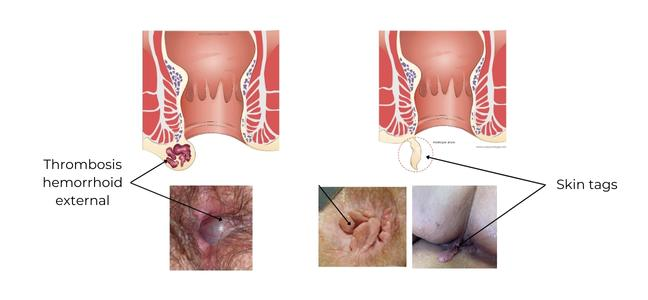 Thrombosis
hemorrhoid
external
Skin tags